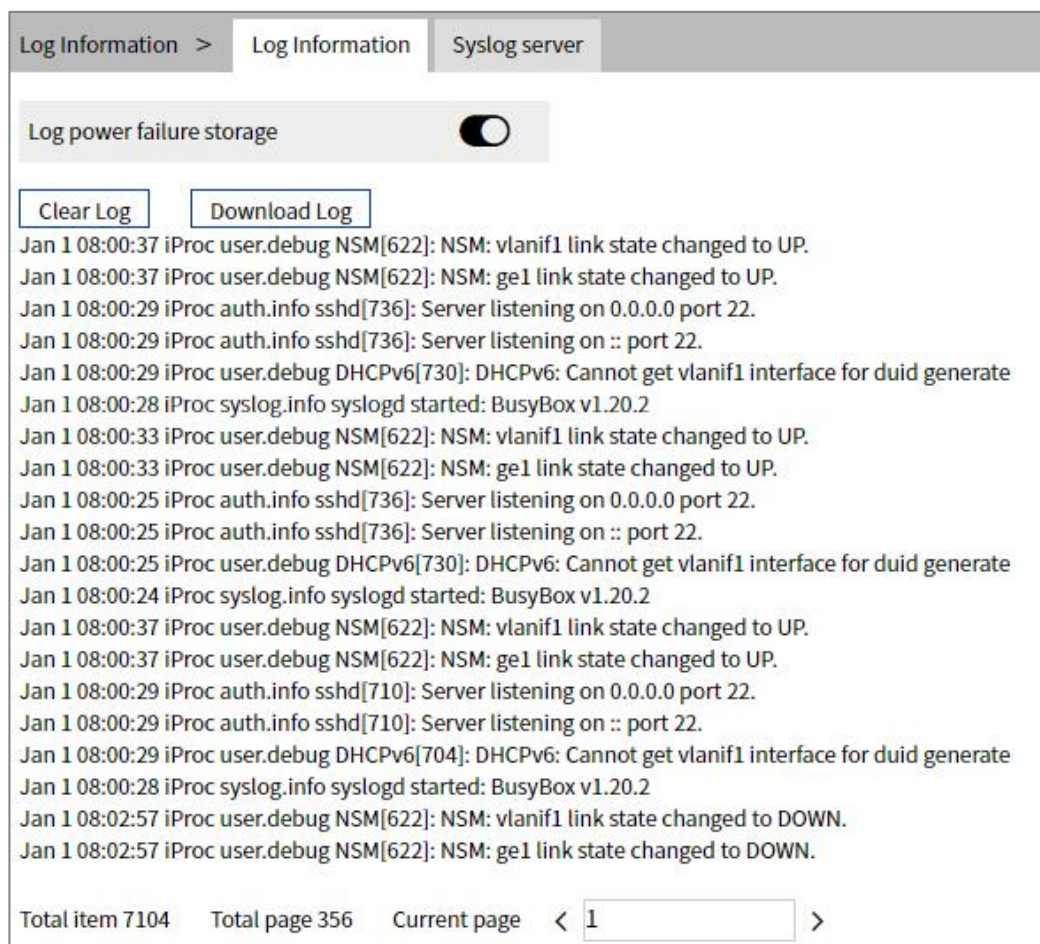 Log Information > Log Information Syslog server
Log power failure storage
Clear Log Download Log
Jan 1 08:00:37 iProc user.debug NSM[622]: NSM: vlanif1 link state changed to UP.
Jan 1 08:00:37 iProc user.debug NSM[622]: NSM: ge1 link state changed to UP.
Jan 1 08:00:29 iProc auth.info sshd[736]: Server listening on 0.0.0.0 port 22.
Jan 1 08:00:29 iProc auth.info sshd[736]: Server listening on :: port 22.
Jan 1 08:00:29 iProc user.debug DHCPv6[730]: DHCPv6: Cannot get vlanif1 interface for duid generate
Jan 1 08:00:28 iProc syslog.info syslogd started: BusyBox v1.20.2
Jan 1 08:00:33 iProc user.debug NSM[622]: NSM: vlanif1 link state changed to UP.
Jan 1 08:00:33 iProc user.debug NSM[622]: NSM: ge1 link state changed to UP.
Jan 1 08:00:25 iProc auth.info sshd[736]: Server listening on 0.0.0.0 port 22.
Jan 1 08:00:25 iProc auth.info sshd[736]: Server listening on :: port 22.
Jan 1 08:00:25 iProc user.debug DHCPv6[730]: DHCPv6: Cannot get vlanif1 interface for duid generate
Jan 1 08:00:24 iProc syslog.info syslogd started: BusyBox v1.20.2
Jan 1 08:00:37 iProc user.debug NSM[622]: NSM: vlanif1 link state changed to UP.
Jan 1 08:00:37 iProc user.debug NSM[622]: NSM: ge1 link state changed to UP.
Jan 1 08:00:29 iProc auth.info sshd[710]: Server listening on 0.0.0.0 port 22.
Jan 1 08:00:29 iProc auth.info sshd[710]: Server listening on :: port 22.
Jan 1 08:00:29 iProc user.debug DHCPv6[704]: DHCPv6: Cannot get vlanif1 interface for duid generate
Jan 1 08:00:28 iProc syslog.info syslogd started: BusyBox v1.20.2
Jan 1 08:02:57 iProc user.debug NSM[622]: NSM: vlanif1 link state changed to DOWN.
Jan 1 08:02:57 iProc user.debug NSM[622]: NSM: ge1 link state changed to DOWN.
Total item 7104 Total page 356 Current page < 1 >